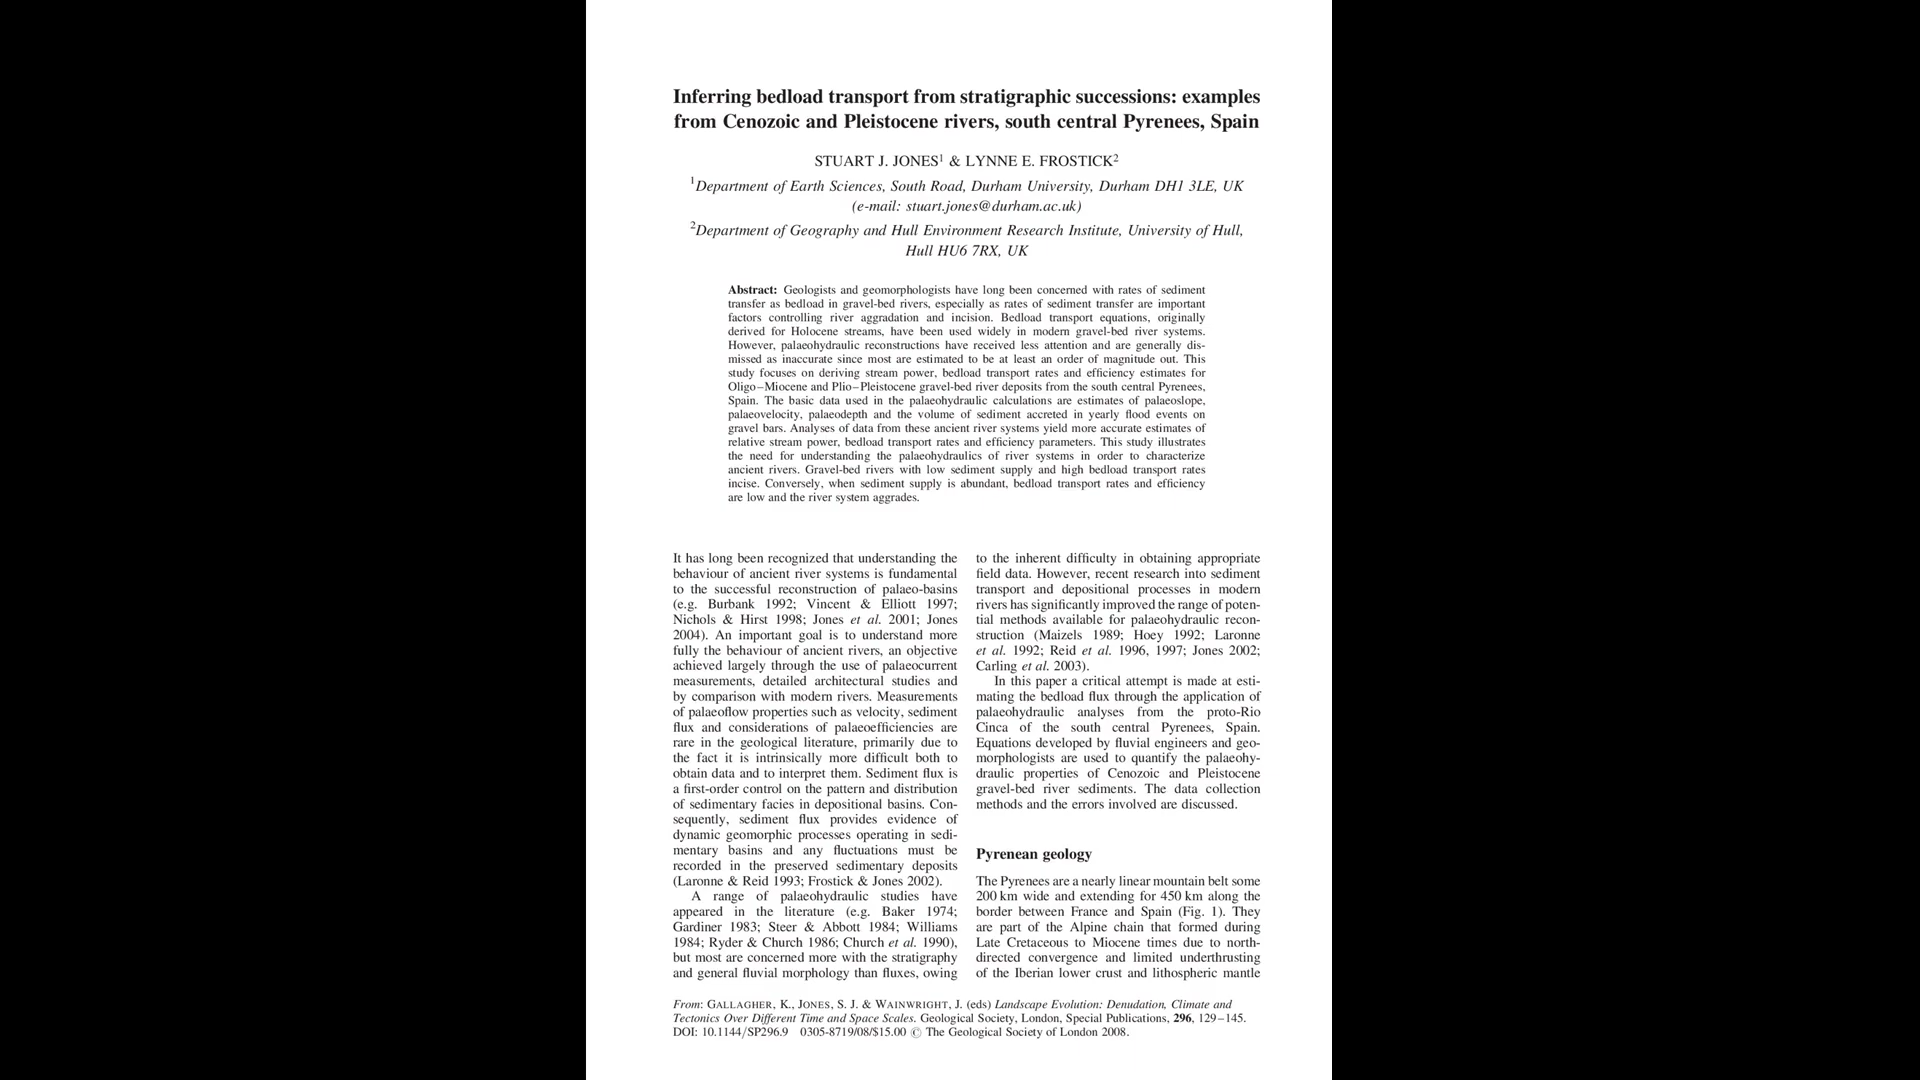 Inferring bedload transport from stratigraphic successions: examples
from Cenozoic and Pleistocene rivers, south central Pyrenees, Spain
STUART J. JONES¹ & LYNNE E. FROSTICK²
¹Department of Earth Sciences, South Road, Durham University, Durham DH1 3LE, UK
(e-mail: stuart.jones@durham.ac.uk)
²Department of Geography and Hull Environment Research Institute, University of Hull,
Hull HU6 7RX, UK
Abstract: Geologists and geomorphologists have long been concerned with rates of sediment
transfer as bedload in gravel-bed rivers, especially as rates of sediment transfer are important
factors controlling river aggradation and incision. Bedload transport equations, originally
derived for Holocene streams, have been used widely in modern gravel-bed river systems.
However, palaeohydraulic reconstructions have received less attention and are generally dis-
missed as inaccurate since most are estimated to be at least an order of magnitude out. This
study focuses on deriving stream power, bedload transport rates and efficiency estimates for
Oligo–Miocene and Plio–Pleistocene gravel-bed river deposits from the south central Pyrenees,
Spain. The basic data used in the palaeohydraulic calculations are estimates of palaeoslope,
palaeovelocity, palaeodepth and the volume of sediment accreted in yearly flood events on
gravel bars. Analyses of data from these ancient river systems yield more accurate estimates of
relative stream power, bedload transport rates and efficiency parameters. This study illustrates
the need for understanding the palaeohydraulics of river systems in order to characterize
ancient rivers. Gravel-bed rivers with low sediment supply and high bedload transport rates
incise. Conversely, when sediment supply is abundant, bedload transport rates and efficiency
are low and the river system aggrades.
It has long been recognized that understanding the
behaviour of ancient river systems is fundamental
to the successful reconstruction of palaeo-basins
(e.g. Burbank 1992; Vincent & Elliott 1997;
Nichols & Hirst 1998; Jones et al. 2001; Jones
2004). An important goal is to understand more
fully the behaviour of ancient rivers, an objective
achieved largely through the use of palaeocurrent
measurements, detailed architectural studies and
by comparison with modern rivers. Measurements
of palaeoflow properties such as velocity, sediment
flux and considerations of palaeoefficiencies are
rare in the geological literature, primarily due to
the fact it is intrinsically more difficult both to
obtain data and to interpret them. Sediment flux is
a first-order control on the pattern and distribution
of sedimentary facies in depositional basins. Con-
sequently, sediment flux provides evidence of
dynamic geomorphic processes operating in sedi-
mentary basins and any fluctuations must be
recorded in the preserved sedimentary deposits
(Laronne & Reid 1993; Frostick & Jones 2002).
A range of palaeohydraulic studies have
appeared in the literature (e.g. Baker 1974;
Gardiner 1983; Steer & Abbott 1984; Williams
1984; Ryder & Church 1986; Church et al. 1990),
but most are concerned more with the stratigraphy
and general fluvial morphology than fluxes, owing
to the inherent difficulty in obtaining appropriate
field data. However, recent research into sediment
transport and depositional processes in modern
rivers has significantly improved the range of poten-
tial methods available for palaeohydraulic recon-
struction (Maizels 1989; Hoey 1992; Laronne
et al. 1992; Reid et al. 1996, 1997; Jones 2002;
Carling et al. 2003).
In this paper a critical attempt is made at esti-
mating the bedload flux through the application of
palaeohydraulic analyses from the proto-Rio
Cinca of the south central Pyrenees, Spain.
Equations developed by fluvial engineers and geo-
morphologists are used to quantify the palaeohy-
draulic properties of Cenozoic and Pleistocene
gravel-bed river sediments. The data collection
methods and the errors involved are discussed.
Pyrenean geology
The Pyrenees are a nearly linear mountain belt some
200 km wide and extending for 450 km along the
border between France and Spain (Fig. 1). They
are part of the Alpine chain that formed during
Late Cretaceous to Miocene times due to north-
directed convergence and limited underthrusting
of the Iberian lower crust and lithospheric mantle
From: GALLAGHER, K., JONES, S. J. & WAINWRIGHT, J. (eds) Landscape Evolution: Denudation, Climate and
Tectonics Over Different Time and Space Scales. Geological Society, London, Special Publications, 296, 129–145.
DOI: 10.1144/SP296.9 0305-8719/08/$15.00 © The Geological Society of London 2008.